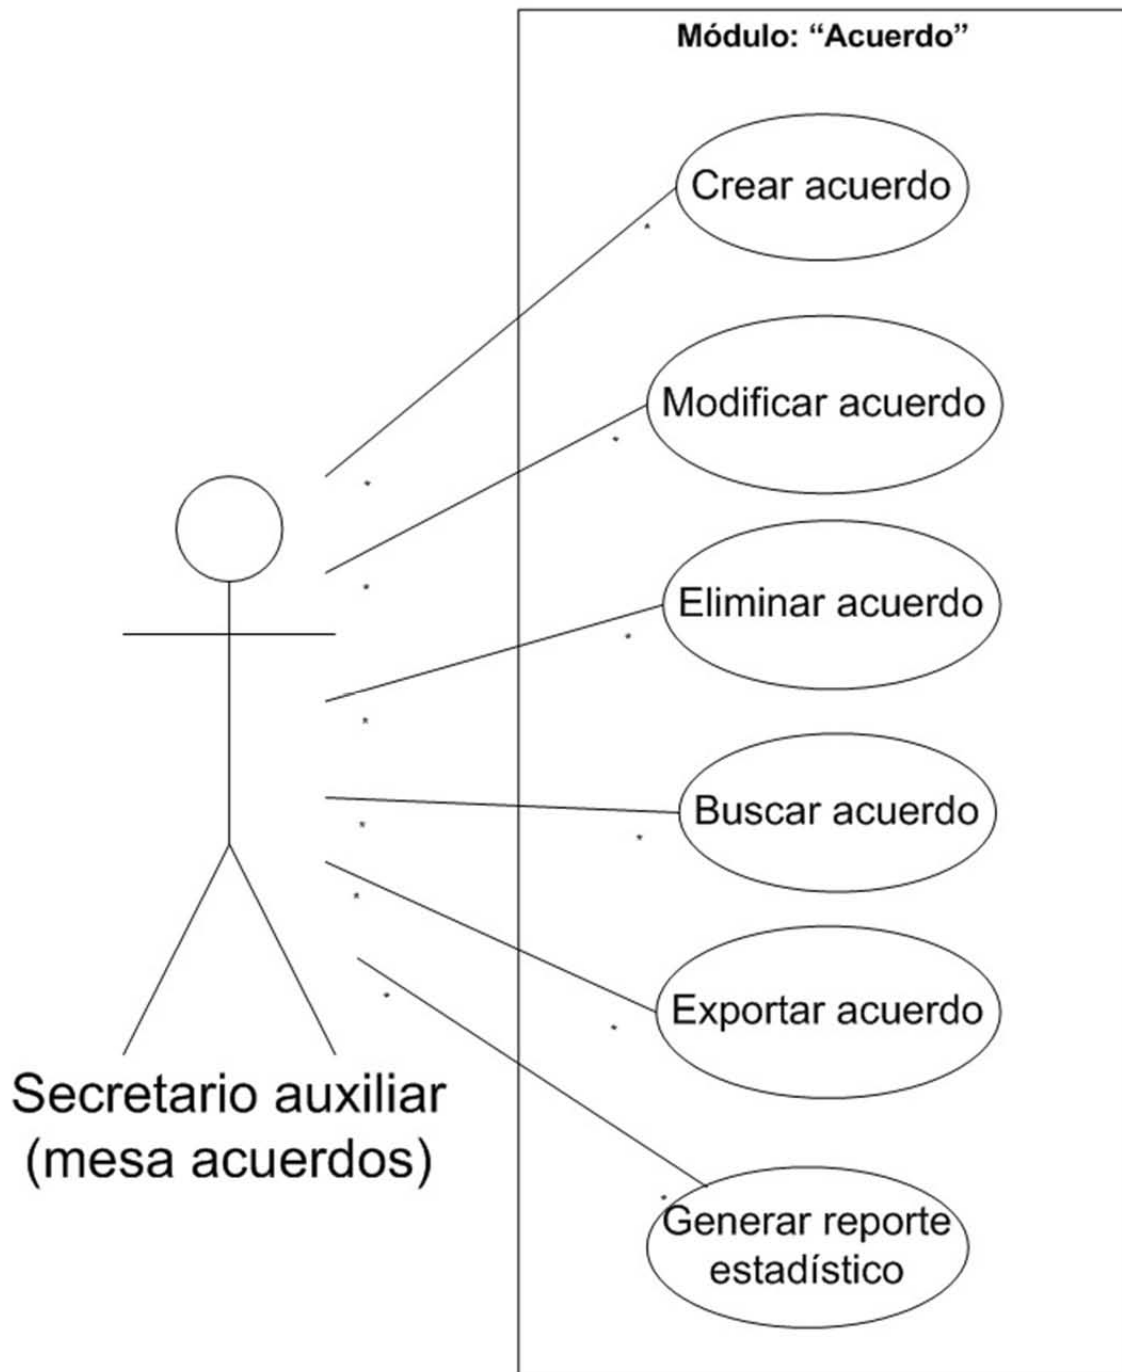 Módulo: “Acuerdo”
Crear acuerdo
*
Modificar acuerdo
*
*
*
Eliminar acuerdo
*
*
Buscar acuerdo
*
*
*
Exportar acuerdo
*
*
Secretario auxiliar
(mesa acuerdos)
*
Generar reporte
estadístico